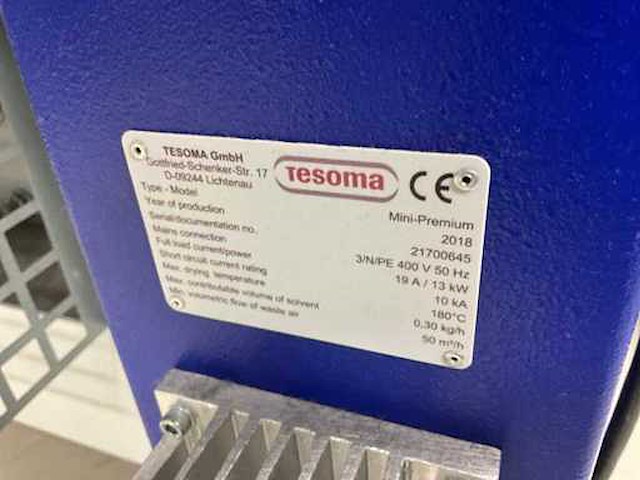 TESOMA GmbH
Gottfried-Schenker-Str. 17
D-09244 Lichtenau
Tesoma
CE
Type - Model Mini-Premium
Year of production 2018
Serial/documentation no. 21700645
Mains connection 3/N/PE 400 V 50 Hz
Full load current/power 19 A / 13 kW
Short circuit current rating 10 kA
Max. drying temperature 180°C
Max. contributable volume of solvent 0,30 kg/h
Min. volumetric flow of waste air 50 m³/h